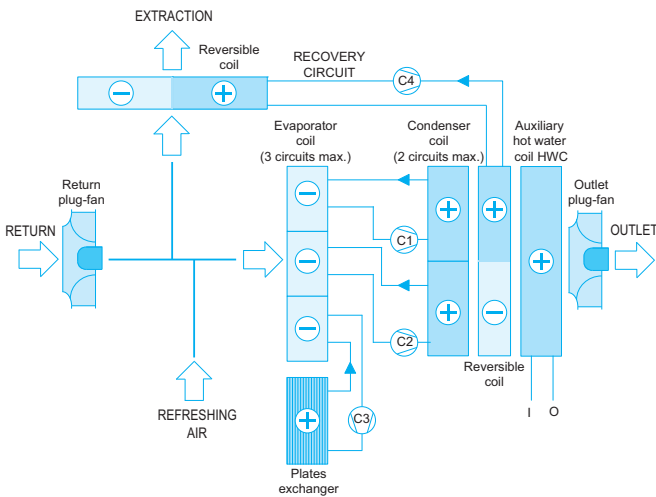 EXTRACTION
Reversible
coil
RECOVERY
CIRCUIT
C4
Evaporator
coil
(3 circuits max.)
Condenser
coil
(2 circuits max.)
Auxiliary
hot water
coil HWC
Return
plug-fan
Outlet
plug-fan
RETURN
OUTLET
C1
C2
Reversible
coil
REFRESHING
AIR
C3
I O
Plates
exchanger